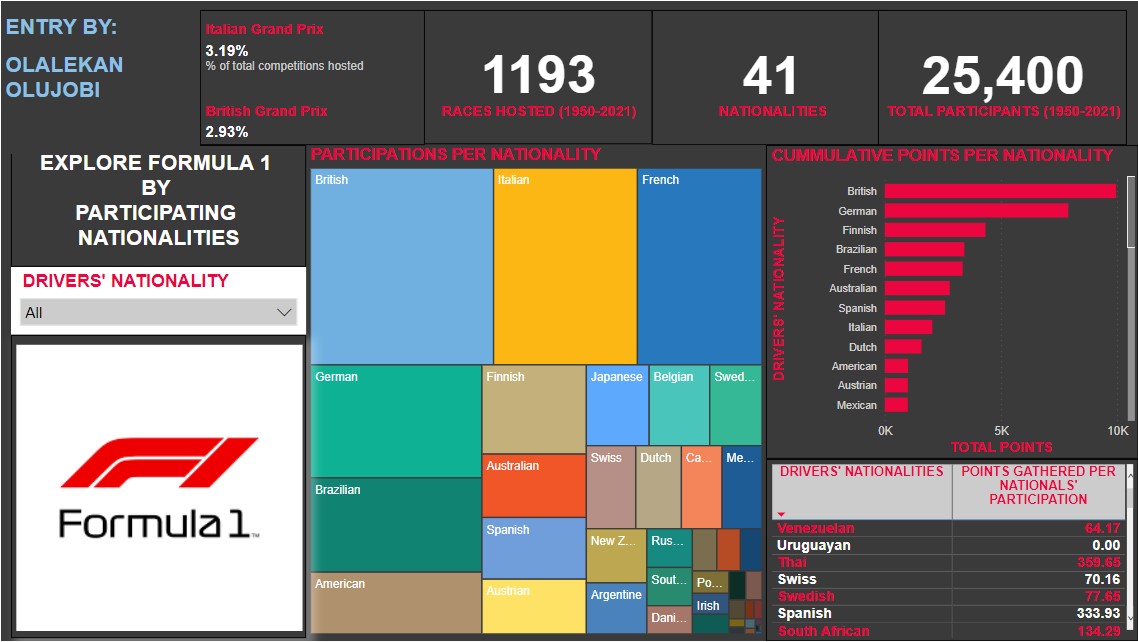 ENTRY BY:
OLALEKAN
OLUJOBI
Italian Grand Prix
3.19%
% of total competitions hosted
British Grand Prix
2.93%
1193
RACES HOSTED (1950-2021)
41
NATIONALITIES
25,400
TOTAL PARTICIPANTS (1950-2021)
EXPLORE FORMULA 1
BY
PARTICIPATING
NATIONALITIES
DRIVERS' NATIONALITY
All
Formula 1
PARTICIPATIONS PER NATIONALITY
British
Italian
French
German
Finnish
Japanese
Belgian
Swed...
Australian
Swiss
Dutch
Ca...
Me...
Brazilian
Spanish
New Z...
Rus...
American
Austrian
Sout...
Po...
Argentine
Irish
Dani...
CUMMULATIVE POINTS PER NATIONALITY
DRIVERS' NATIONALITY
British
German
Finnish
Brazilian
French
Australian
Spanish
Italian
Dutch
American
Austrian
Mexican
0K 5K 10K
TOTAL POINTS
DRIVERS' NATIONALITIES
POINTS GATHERED PER
NATIONALS'
PARTICIPATION
Venezuelan 64.17
Uruguayan 0.00
Thai 359.65
Swiss 70.16
Swedish 77.65
Spanish 333.93
South African 134.29